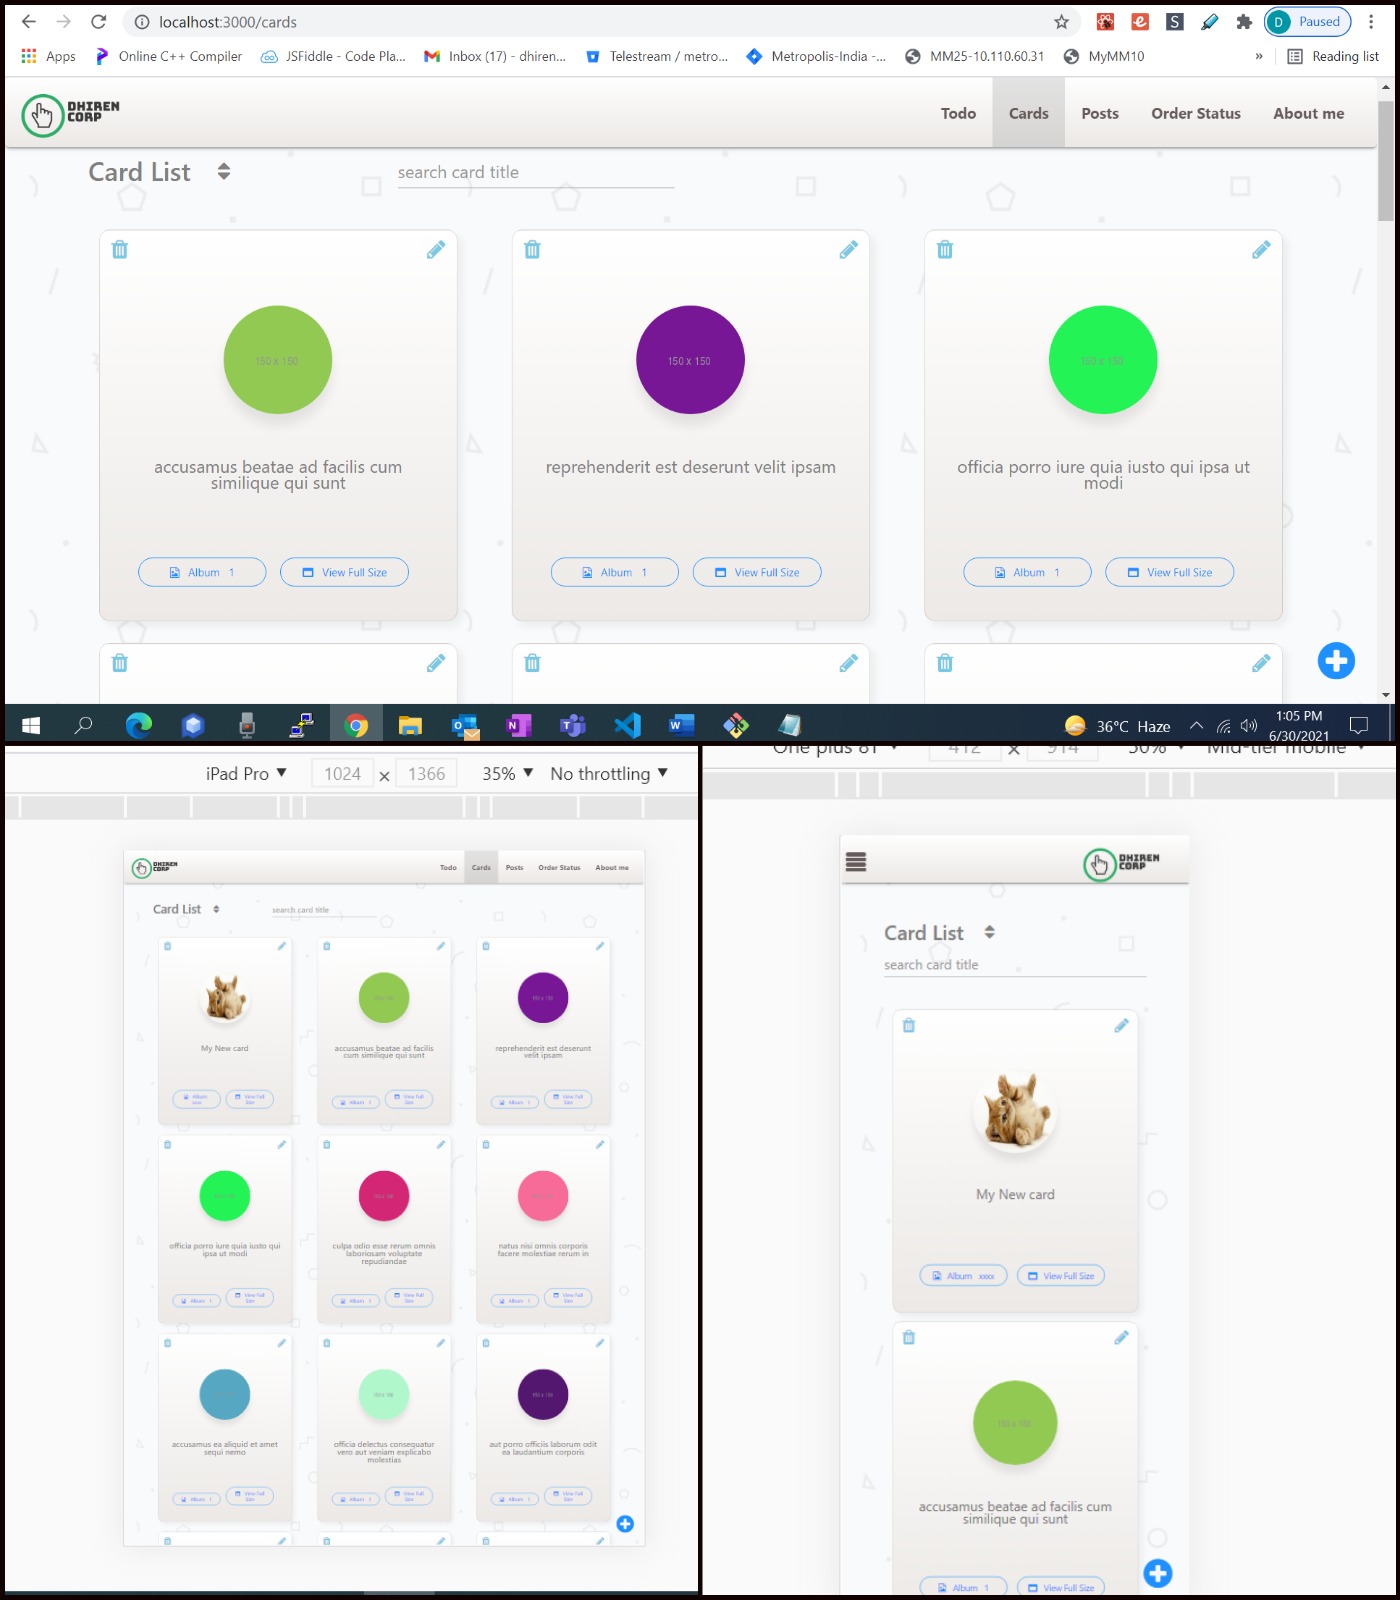 localhost:3000/cards
D Paused
Apps Online C++ Compiler JSFiddle - Code Pla... Inbox (17) - dhiren... Telestream / metro... Metropolis-India -... MM25-10.110.60.31 MyMM10 » Reading list
DHIREN
CORP
Todo Cards Posts Order Status About me
Card List search card title
150 x 150 150 x 150 150 x 150
accusamus beatae ad facilis cum
similique qui sunt
reprehenderit est deserunt velit ipsam
officia porro iure quia iusto qui ipsa ut
modi
Album 1 View Full Size Album 1 View Full Size Album 1 View Full Size
36°C Haze
1:05 PM
6/30/2021
iPad Pro 1024 x 1366 35% No throttling
DHIREN
CORP
Todo Cards Posts Order Status About me
Card List search card title
My New card
accusamus beatae ad facilis
cum similique qui sunt
reprehenderit est deserunt
velit ipsam
Album
xxxx
View Full
Size
Album 1
View Full
Size
Album 1
View Full
Size
officia porro iure quia iusto qui
ipsa ut modi
culpa odio esse rerum omnis
laboriosam voluptate
repudiandae
natus nisi omnis corporis
facere molestiae rerum in
Album 1
View Full
Size
Album 1
View Full
Size
Album 1
View Full
Size
accusamus ea aliquid et amet
sequi nemo
officia delectus consequatur
vero aut veniam explicabo
molestias
aut porro officiis laborum odit
ea laudantium corporis
Album 1
View Full
Size
Album 1
View Full
Size
Album 1
View Full
Size
One plus 8T 412 x 914 50% Mid-tier mobile
DHIREN
CORP
Card List
search card title
My New card
Album xxxx View Full Size
150 x 150
accusamus beatae ad facilis cum
similique qui sunt
Album 1 View Full Size